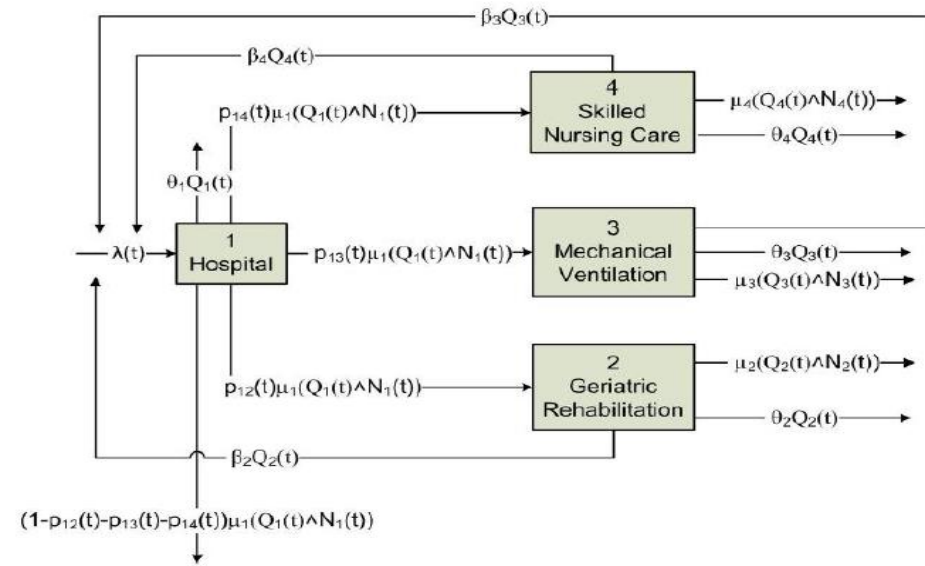 β₃Q₃(t)
β₄Q₄(t)
4
Skilled
Nursing Care
μ₄(Q₄(t)∧N₄(t))
θ₄Q₄(t)
p₁₄(t)μ₁(Q₁(t)∧N₁(t))
θ₁Q₁(t)
λ(t)
1
Hospital
p₁₃(t)μ₁(Q₁(t)∧N₁(t))
3
Mechanical
Ventilation
θ₃Q₃(t)
μ₃(Q₃(t)∧N₃(t))
p₁₂(t)μ₁(Q₁(t)∧N₁(t))
2
Geriatric
Rehabilitation
μ₂(Q₂(t)∧N₂(t))
θ₂Q₂(t)
β₂Q₂(t)
(1-p₁₂(t)-p₁₃(t)-p₁₄(t))μ₁(Q₁(t)∧N₁(t))